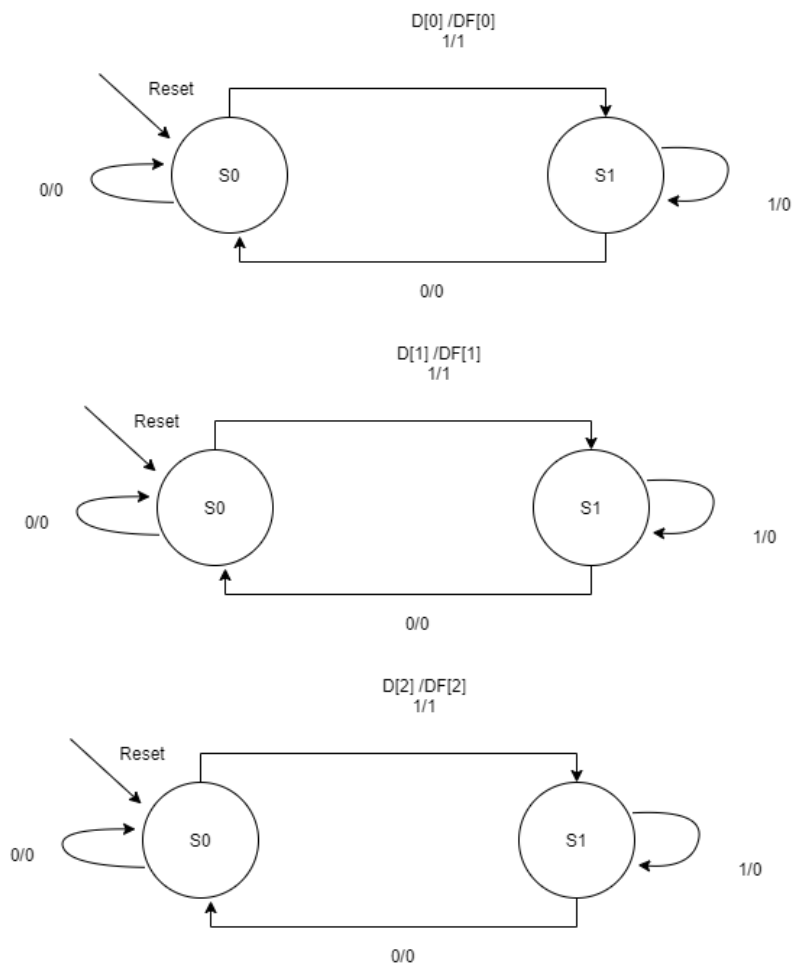 D[0] /DF[0]
1/1
Reset
S0
S1
0/0
1/0
0/0
D[1] /DF[1]
1/1
Reset
S0
S1
0/0
1/0
0/0
D[2] /DF[2]
1/1
Reset
S0
S1
0/0
1/0
0/0